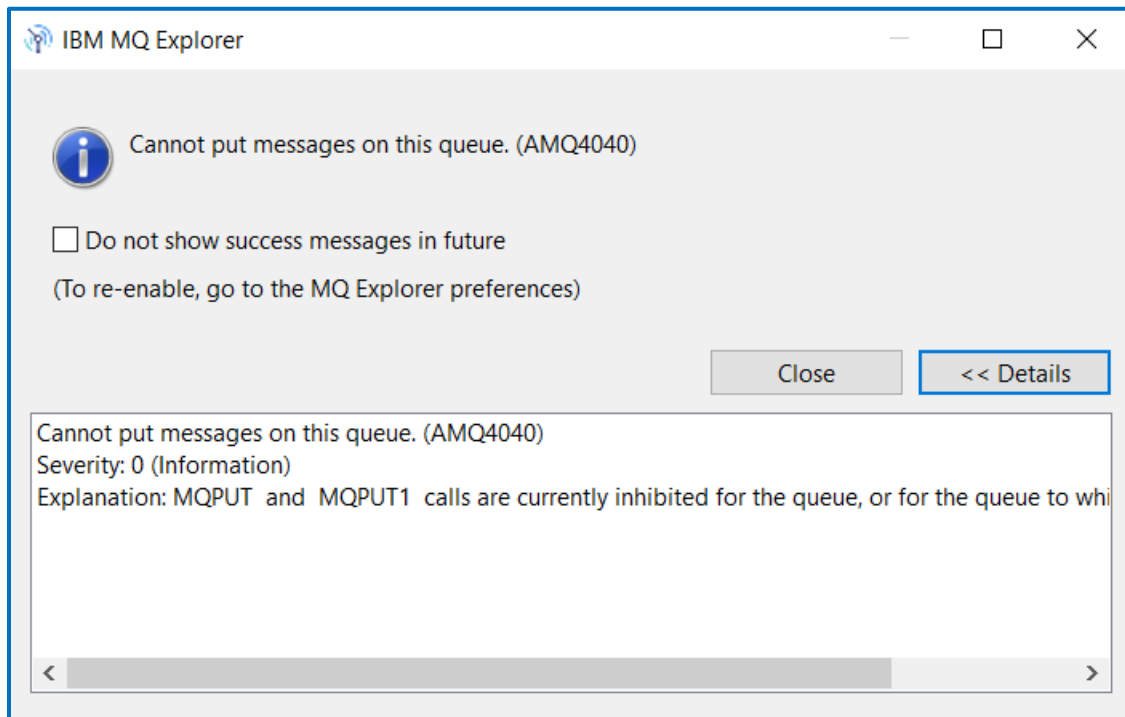 IBM MQ Explorer
Cannot put messages on this queue. (AMQ4040)
Do not show success messages in future
(To re-enable, go to the MQ Explorer preferences)
Close
<< Details
Cannot put messages on this queue. (AMQ4040)
Severity: 0 (Information)
Explanation: MQPUT  and  MQPUT1  calls are currently inhibited for the queue, or for the queue to whi